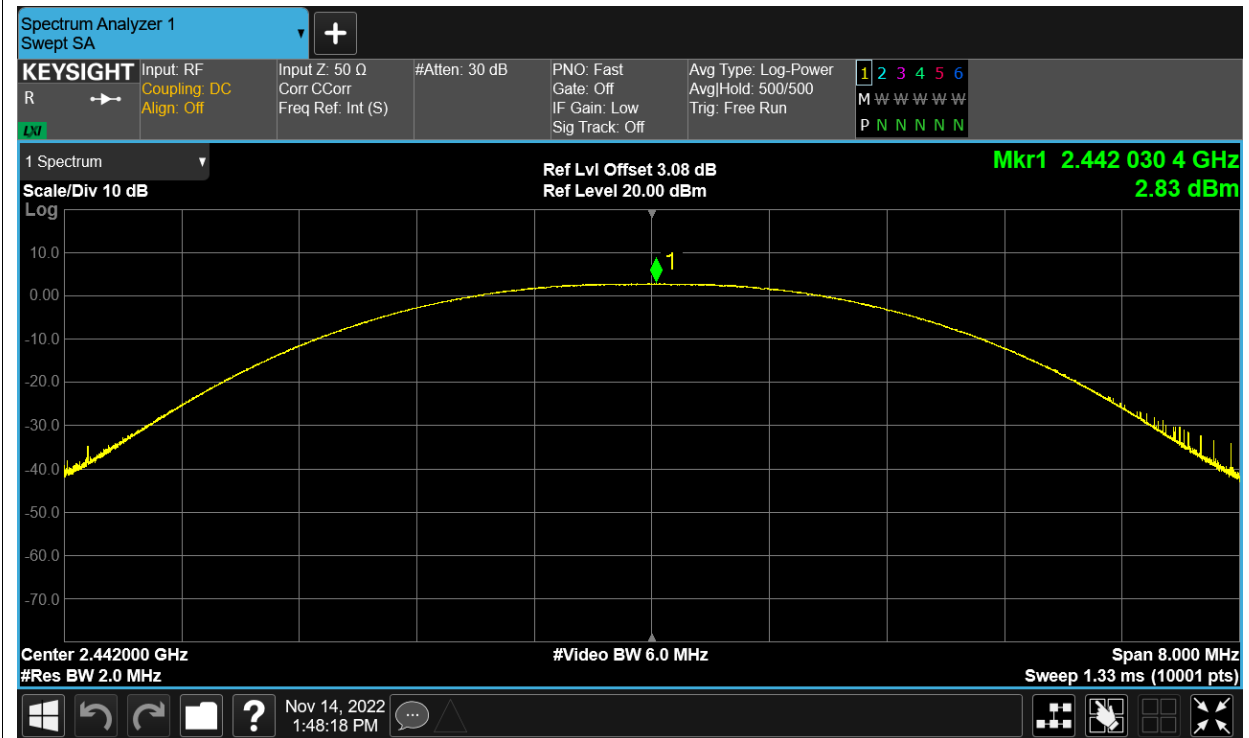 Spectrum Analyzer 1
Swept SA
KEYSIGHT
R
LXI
Input: RF
Coupling: DC
Align: Off
Input Z: 50 Ω
Corr CCorr
Freq Ref: Int (S)
#Atten: 30 dB
PNO: Fast
Gate: Off
IF Gain: Low
Sig Track: Off
Avg Type: Log-Power
Avg|Hold: 500/500
Trig: Free Run
1 2 3 4 5 6
M W W W W W
P N N N N N
1 Spectrum
Scale/Div 10 dB
Log
Ref Lvl Offset 3.08 dB
Ref Level 20.00 dBm
Mkr1 2.442 030 4 GHz
2.83 dBm
1
10.0
0.00
-10.0
-20.0
-30.0
-40.0
-50.0
-60.0
-70.0
Center 2.442000 GHz
#Res BW 2.0 MHz
#Video BW 6.0 MHz
Span 8.000 MHz
Sweep 1.33 ms (10001 pts)
?
Nov 14, 2022
1:48:18 PM